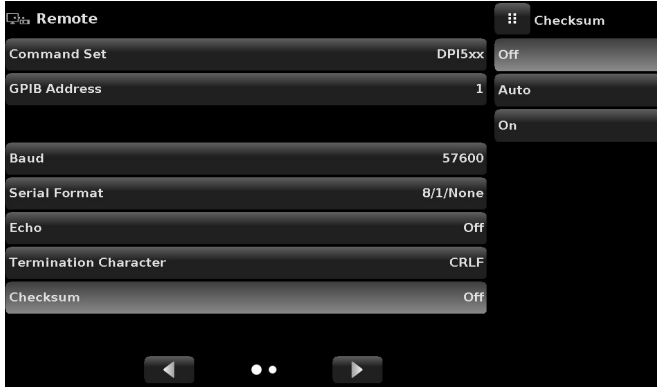 Remote
Command Set DPI5xx
GPIB Address 1
Baud 57600
Serial Format 8/1/None
Echo Off
Termination Character CRLF
Checksum Off
Checksum
Off
Auto
On